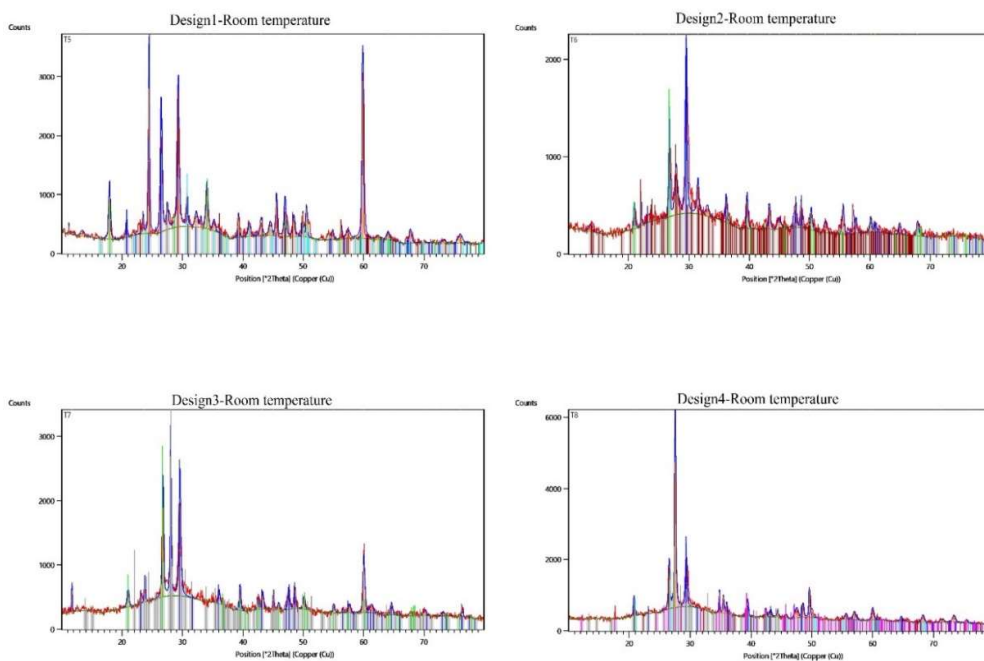 Design1-Room temperature
Counts
T5
3000
2000
1000
0
20 30 40 50 60 70
Position [°2Theta] (Copper (Cu))
Design2-Room temperature
Counts
T6
2000
1000
0
20 30 40 50 60 70
Position [°2Theta] (Copper (Cu))
Design3-Room temperature
Counts
T7
3000
2000
1000
0
20 30 40 50 60 70
Position [°2Theta] (Copper (Cu))
Design4-Room temperature
Counts
T8
6000
4000
2000
0
20 30 40 50 60 70
Position [°2Theta] (Copper (Cu))